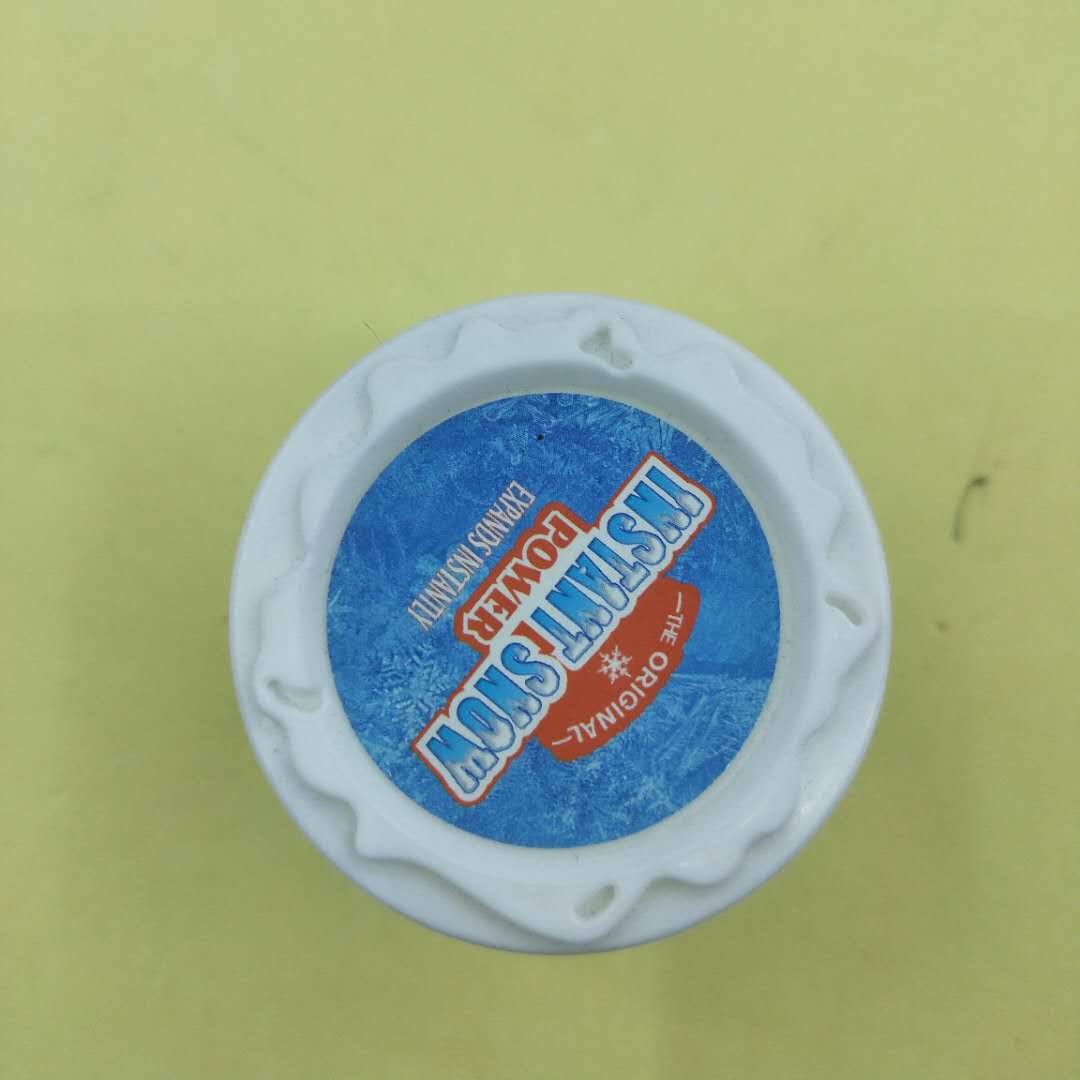 —THE ORIGINAL—
INSTANT SNOW
POWER
EXPANDS INSTANTLY